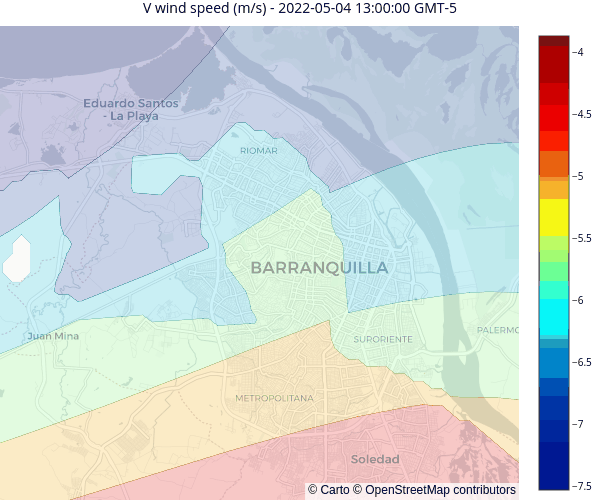 V wind speed (m/s) - 2022-05-04 13:00:00 GMT-5
−4
Eduardo Santos
- La Playa
−4.5
RIOMAR
−5
−5.5
BARRANQUILLA
−6
Juan Mina
SURORIENTE
PALERMO
−6.5
METROPOLITANA
−7
Soledad
© Carto © OpenStreetMap contributors
−7.5